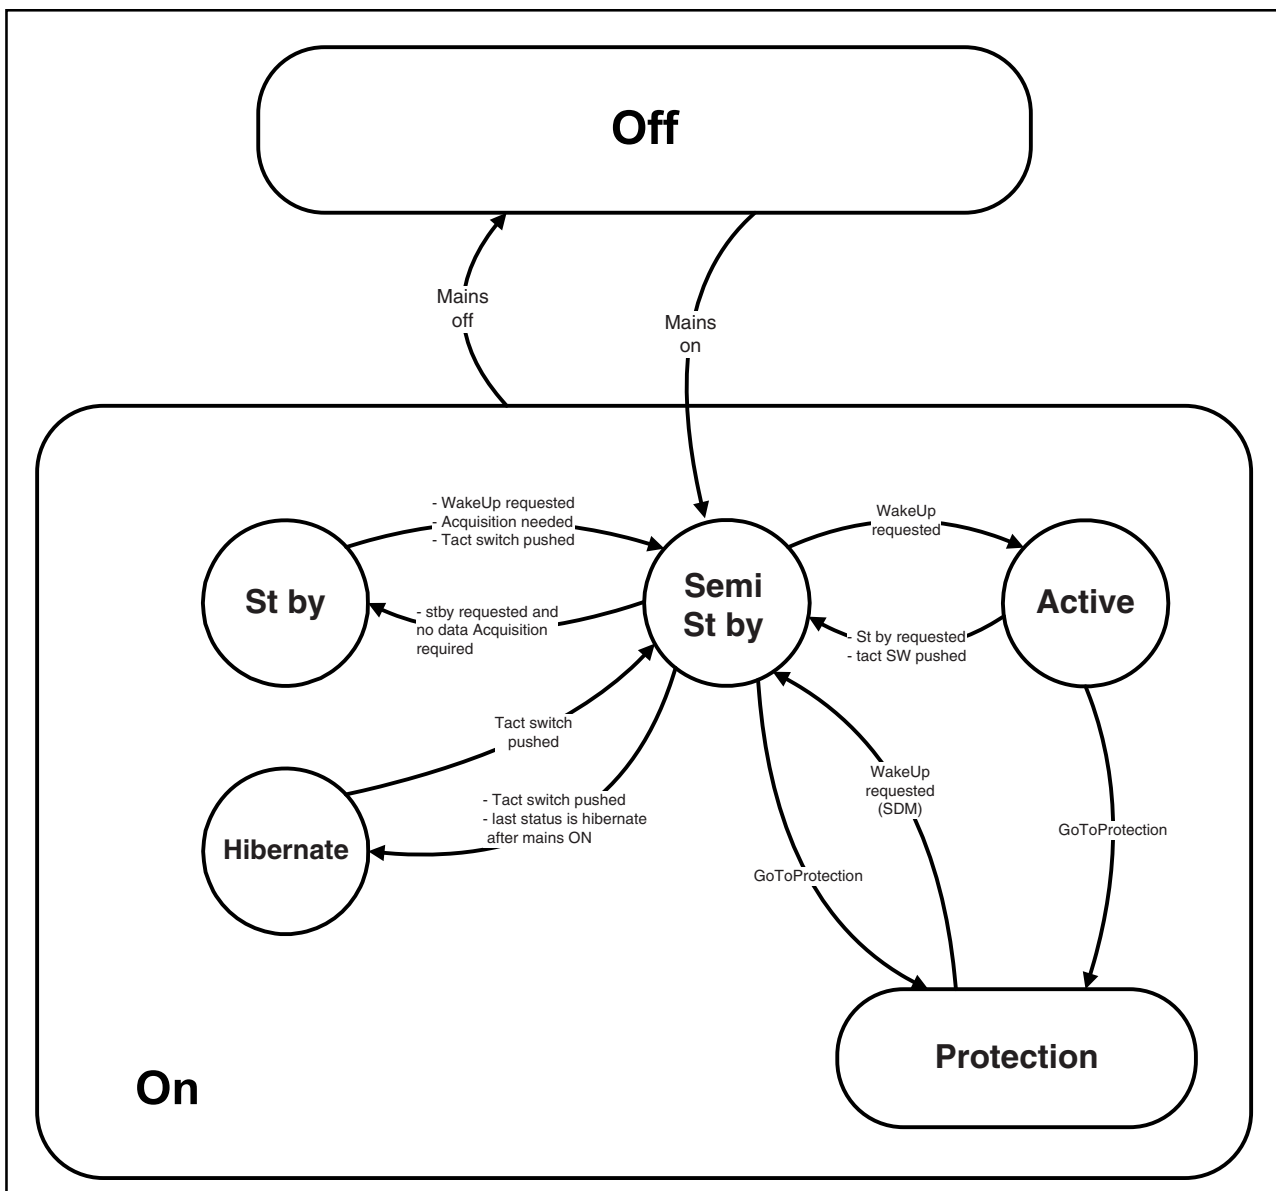 Off
Mains
off
Mains
on
- WakeUp requested
- Acquisition needed
- Tact switch pushed
WakeUp
requested
St by
Semi
St by
Active
- stby requested and
no data Acquisition
required
- St by requested
- tact SW pushed
Tact switch
pushed
WakeUp
requested
(SDM)
- Tact switch pushed
- last status is hibernate
after mains ON
GoToProtection
Hibernate
GoToProtection
Protection
On